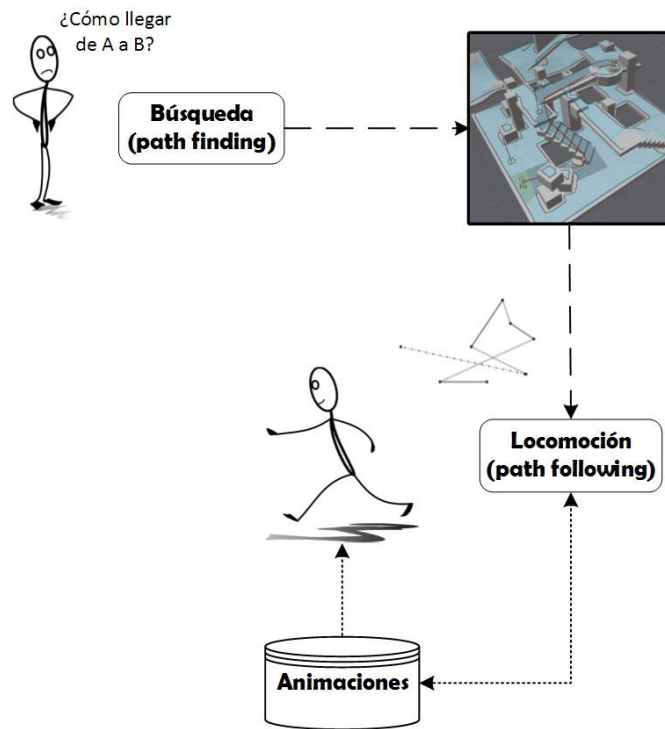 ¿Cómo llegar
de A a B?
Búsqueda
(path finding)
Locomoción
(path following)
Animaciones